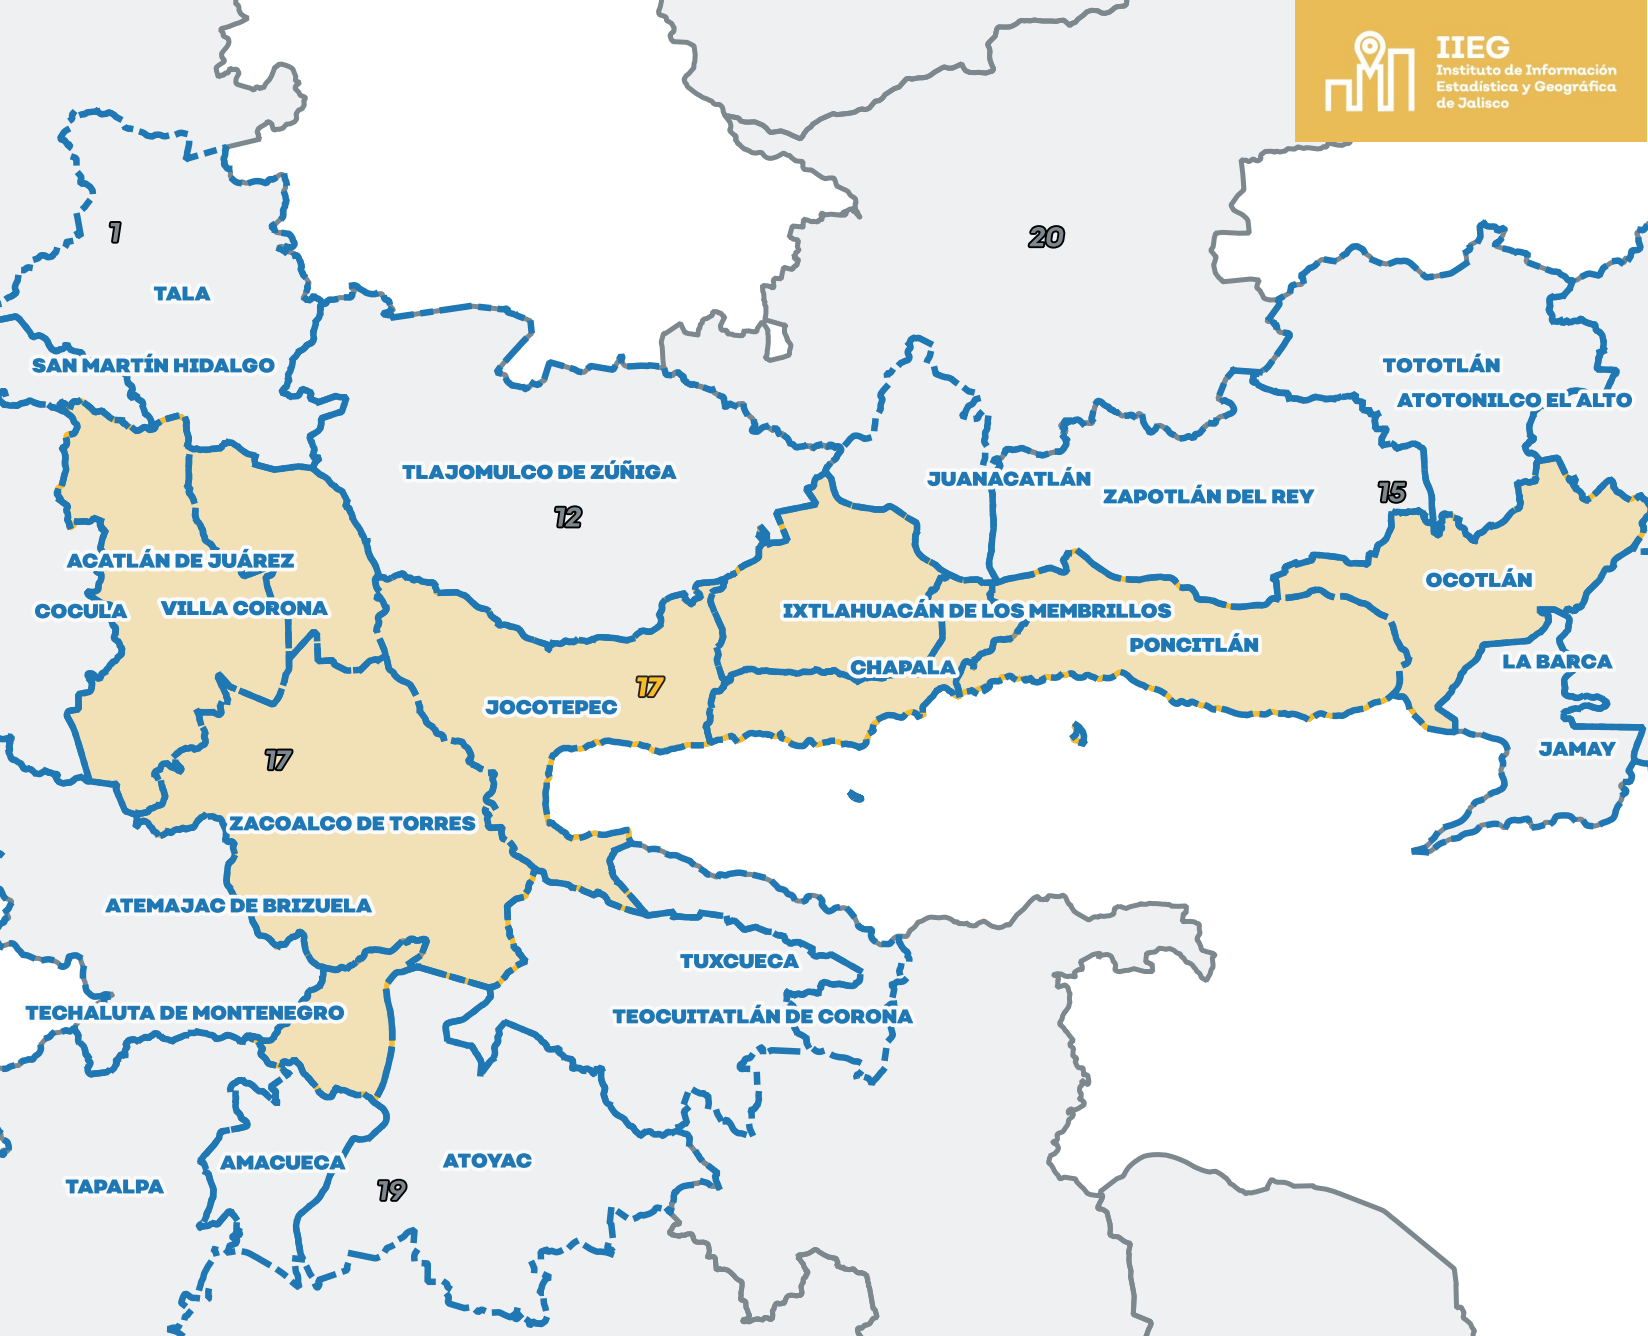 IIEG
Instituto de Información
Estadística y Geográfica
de Jalisco
1
20
TALA
SAN MARTÍN HIDALGO
TOTOTLÁN
ATOTONILCO EL ALTO
TLAJOMULCO DE ZÚÑIGA
JUANACATLÁN
ZAPOTLÁN DEL REY
15
12
ACATLÁN DE JUÁREZ
OCOTLÁN
COCULA
VILLA CORONA
IXTLAHUACÁN DE LOS MEMBRILLOS
PONCITLÁN
CHAPALA
LA BARCA
17
JOCOTEPEC
JAMAY
17
ZACOALCO DE TORRES
ATEMAJAC DE BRIZUELA
TUXCUECA
TECHALUTA DE MONTENEGRO
TEOCUITATLÁN DE CORONA
AMACUECA
ATOYAC
TAPALPA
19